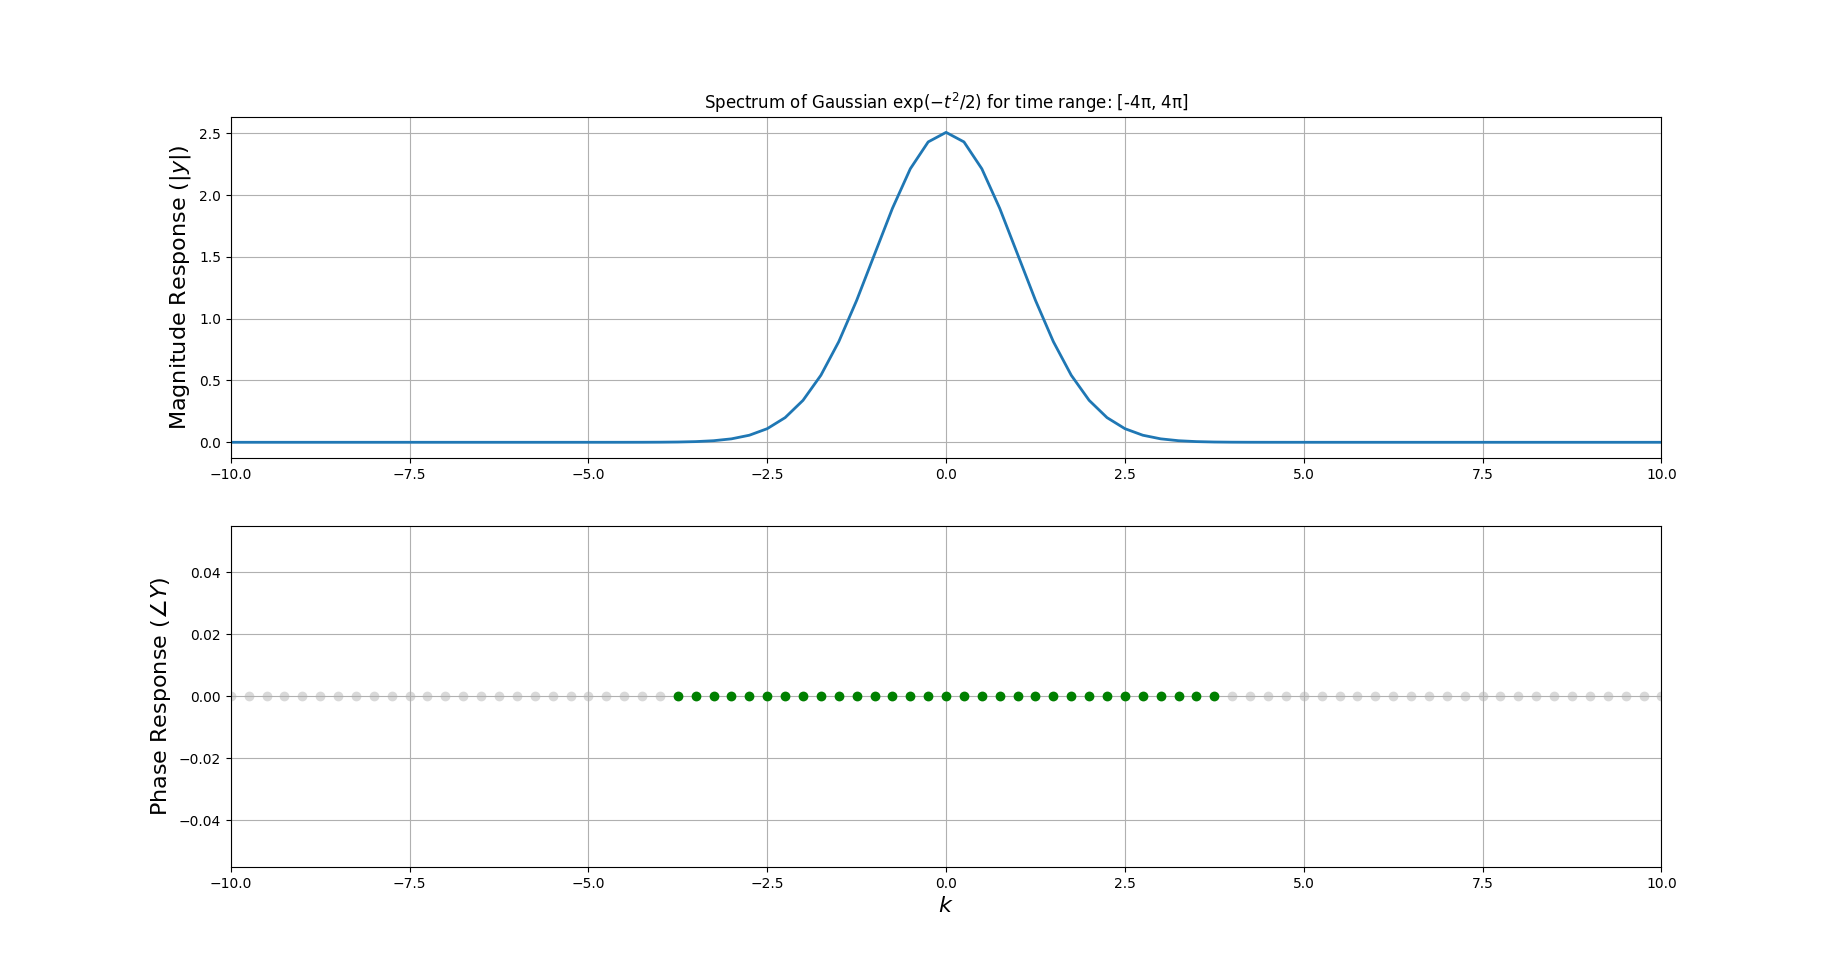 Spectrum of Gaussian exp(−t²/2) for time range: [-4π, 4π]
Magnitude Response (|y|)
2.5
2.0
1.5
1.0
0.5
0.0
−10.0 −7.5 −5.0 −2.5 0.0 2.5 5.0 7.5 10.0
Phase Response (∠Y)
0.04
0.02
0.00
−0.02
−0.04
−10.0 −7.5 −5.0 −2.5 0.0 2.5 5.0 7.5 10.0
k